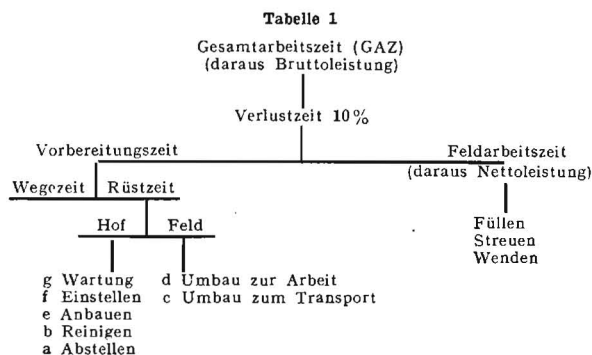 Tabelle 1
Gesamtarbeitszeit (GAZ)
(daraus Bruttoleistung)
Verlustzeit 10%
Vorbereitungszeit
Feldarbeitszeit
(daraus Nettoleistung)
Wegezeit Rüstzeit
Hof Feld
Füllen
Streuen
Wenden
g Wartung
f Einstellen
e Anbauen
b Reinigen
a Abstellen
d Umbau zur Arbeit
c Umbau zum Transport